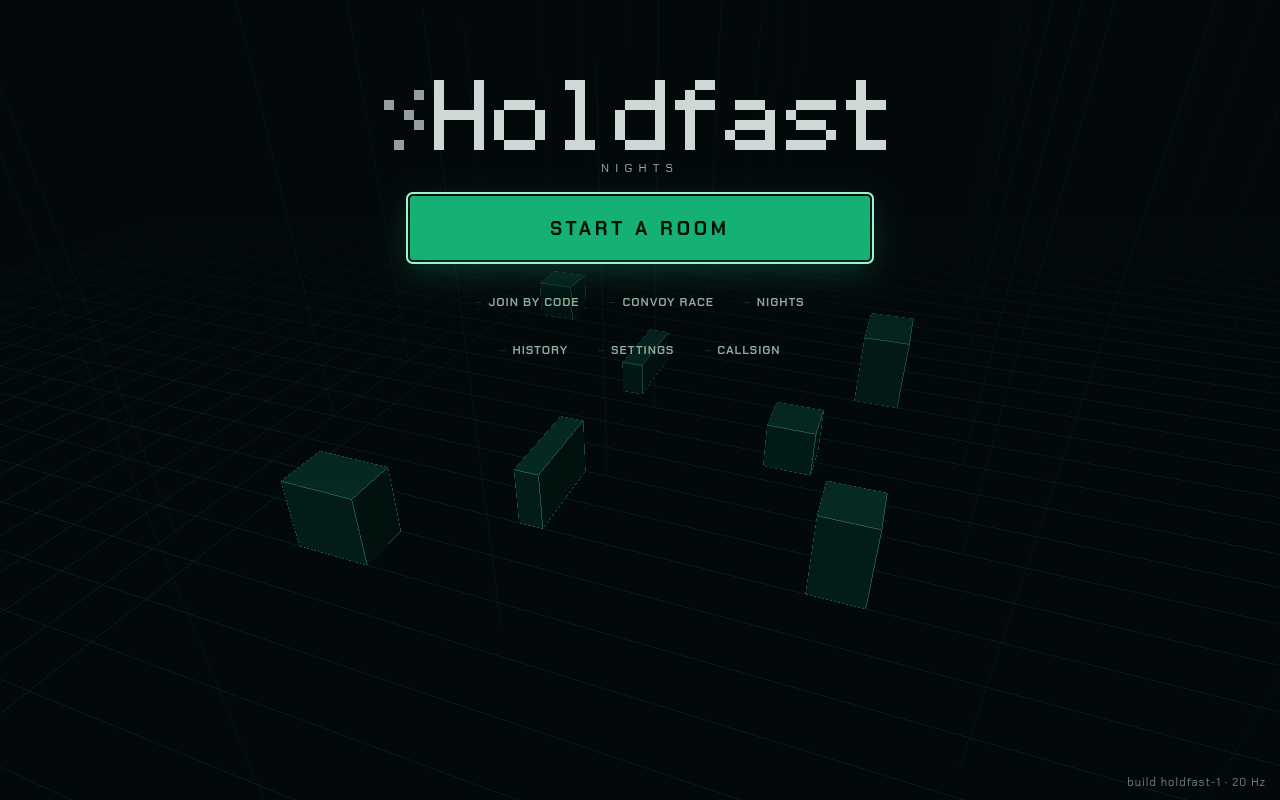 Holdfast
NIGHTS
START A ROOM
JOIN BY CODE CONVOY RACE NIGHTS
HISTORY SETTINGS CALLSIGN
build holdfast-1 · 20 Hz